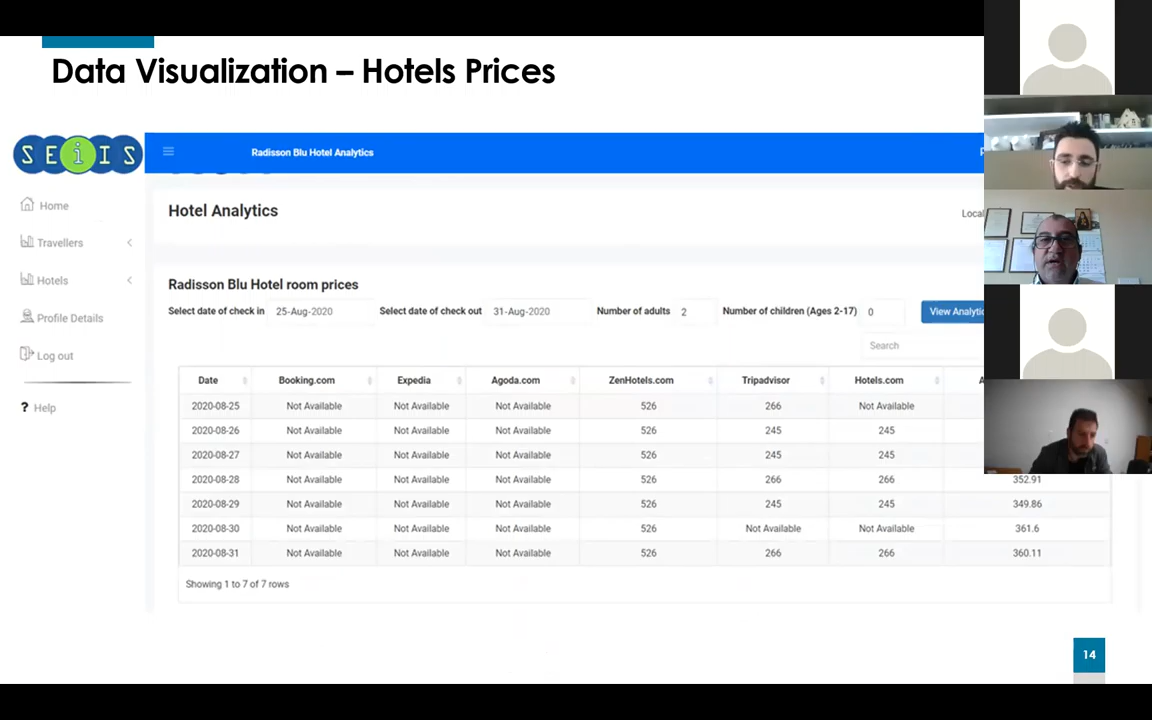 Data Visualization – Hotels Prices
SEiIS
Radisson Blu Hotel Analytics
Home
Travellers
Hotels
Profile Details
Log out
? Help
Hotel Analytics
Local
Radisson Blu Hotel room prices
Select date of check in 25-Aug-2020 Select date of check out 31-Aug-2020 Number of adults 2 Number of children (Ages 2-17) 0 View Analytic
Search
Date Booking.com Expedia Agoda.com ZenHotels.com Tripadvisor Hotels.com A
2020-08-25 Not Available Not Available Not Available 526 266 Not Available
2020-08-26 Not Available Not Available Not Available 526 245 245
2020-08-27 Not Available Not Available Not Available 526 245 245
2020-08-28 Not Available Not Available Not Available 526 266 266 352.91
2020-08-29 Not Available Not Available Not Available 526 245 245 349.86
2020-08-30 Not Available Not Available Not Available 526 Not Available Not Available 361.6
2020-08-31 Not Available Not Available Not Available 526 266 266 360.11
Showing 1 to 7 of 7 rows
14